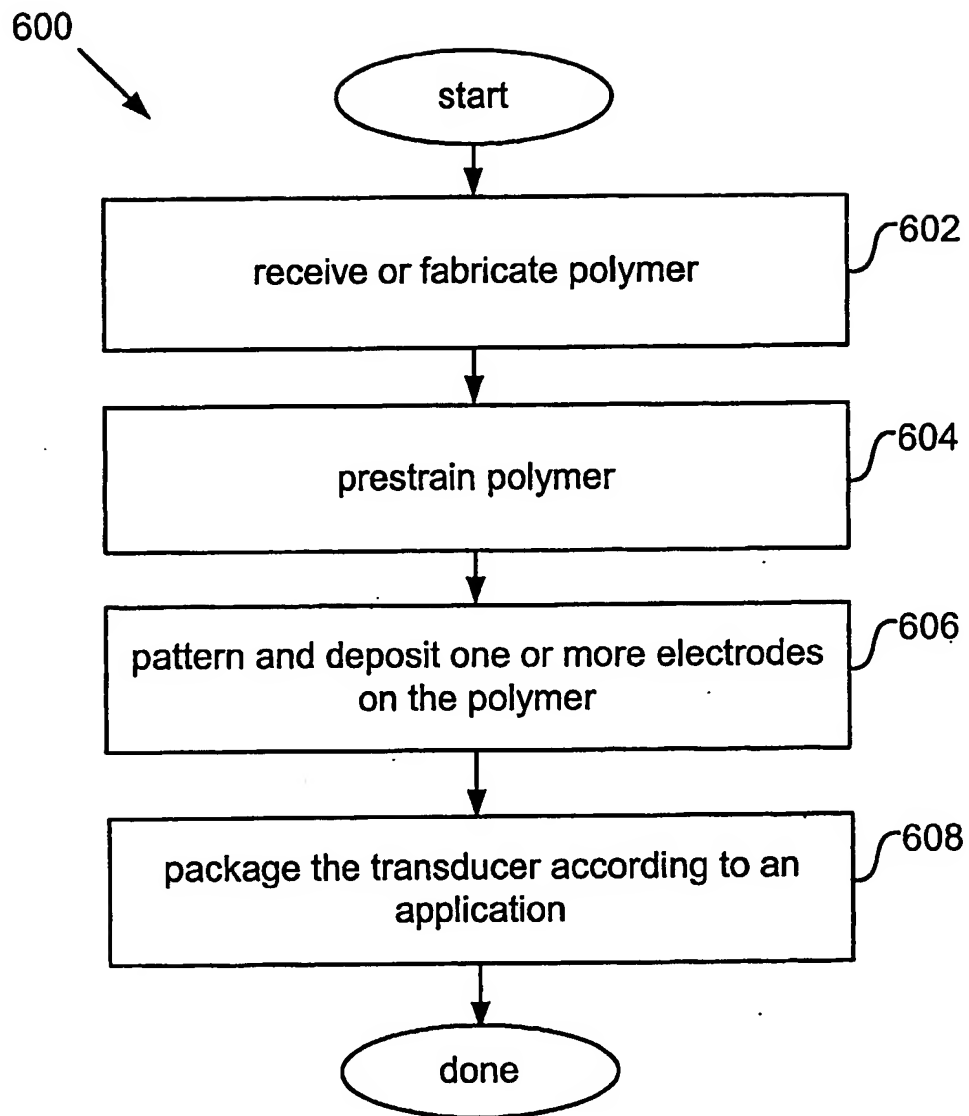 600
start
receive or fabricate polymer
602
prestrain polymer
604
pattern and deposit one or more electrodes
on the polymer
606
package the transducer according to an
application
608
done